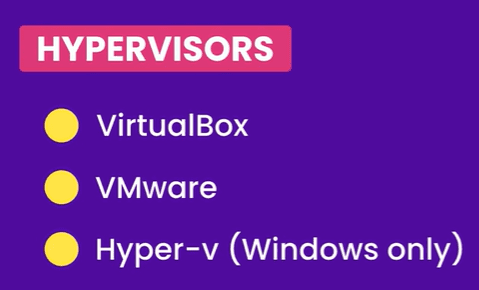 HYPERVISORS
VirtualBox
VMware
Hyper-v (Windows only)